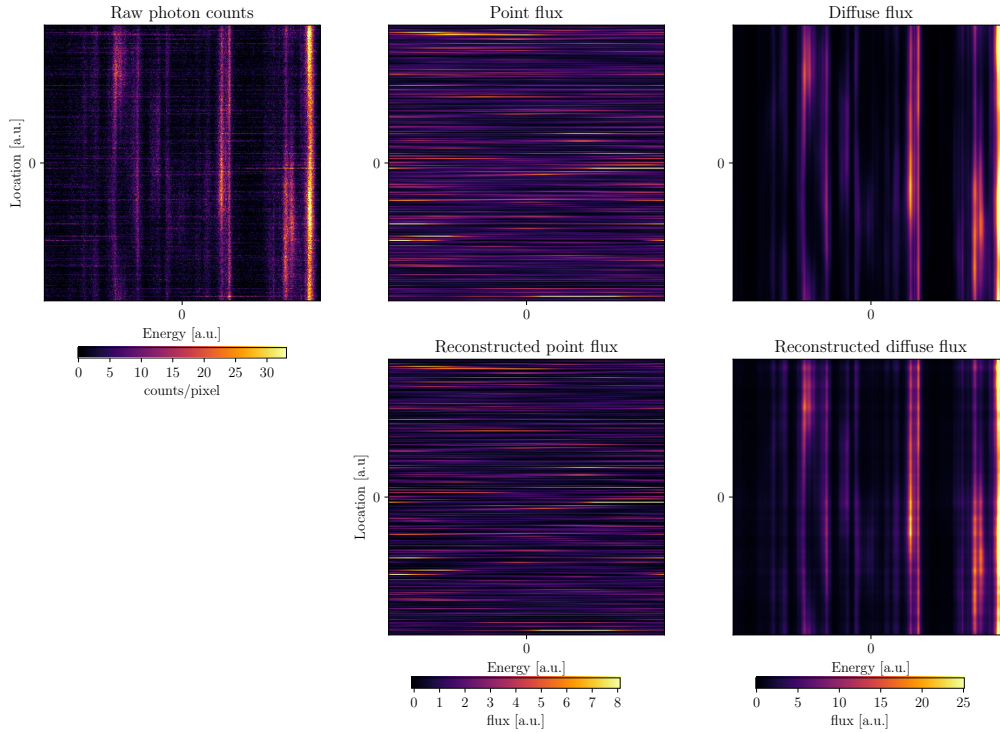 Raw photon counts
Point flux
Diffuse flux
Location [a.u.]
0
0
0
0
0
0
Energy [a.u.]
0 5 10 15 20 25 30
counts/pixel
Reconstructed point flux
Reconstructed diffuse flux
Location [a.u]
0
0
0
0
Energy [a.u.]
Energy [a.u.]
0 1 2 3 4 5 6 7 8
0 5 10 15 20 25
flux [a.u.]
flux [a.u.]